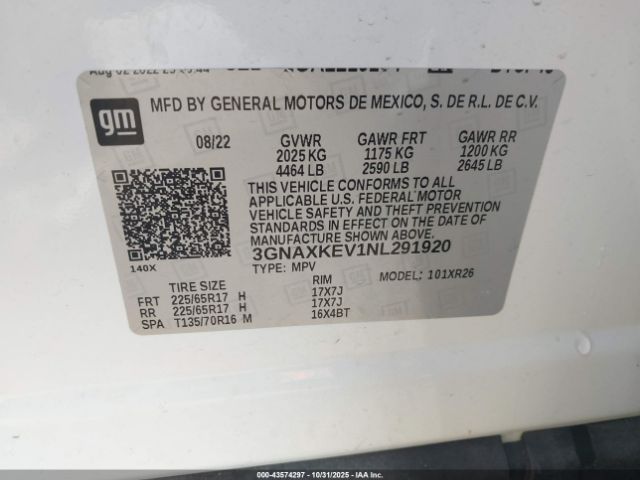 Aug 02 2022
gm
MFD BY GENERAL MOTORS DE MEXICO, S. DE R.L. DE C.V.
08/22 GVWR GAWR FRT GAWR RR
2025 KG 1175 KG 1200 KG
4464 LB 2590 LB 2645 LB
THIS VEHICLE CONFORMS TO ALL
APPLICABLE U.S. FEDERAL MOTOR
VEHICLE SAFETY AND THEFT PREVENTION
STANDARDS IN EFFECT ON THE DATE OF
MANUFACTURE SHOWN ABOVE.
3GNAXKEV1NL291920
140X
TYPE: MPV MODEL: 101XR26
TIRE SIZE RIM
FRT 225/65R17 H 17X7J
RR 225/65R17 H 17X7J
SPA T135/70R16 M 16X4BT
© COPY - 43574297 - 10/31/2025 - IAA INC.